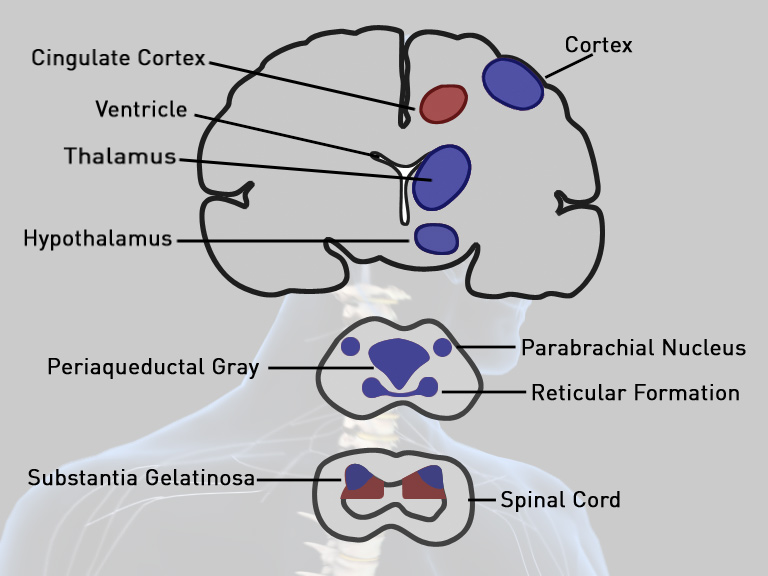 Cortex
Cingulate Cortex
Ventricle
Thalamus
Hypothalamus
Parabrachial Nucleus
Periaqueductal Gray
Reticular Formation
Substantia Gelatinosa
Spinal Cord